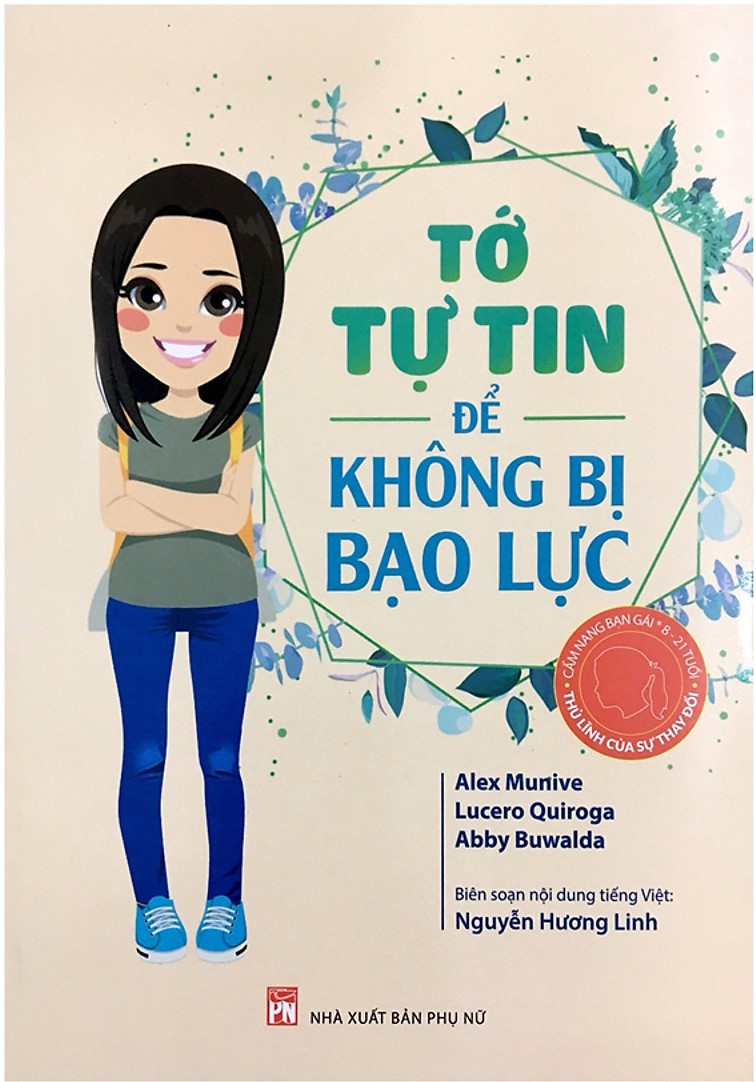 TỚ
TỰ TIN
ĐỂ
KHÔNG BỊ
BẠO LỰC
CẨM NANG BẠN GÁI * 8 - 21 TUỔI
THỦ LĨNH CỦA SỰ THAY ĐỔI
Alex Munive
Lucero Quiroga
Abby Buwalda
Biên soạn nội dung tiếng Việt:
Nguyễn Hương Linh
PN
NHÀ XUẤT BẢN PHỤ NỮ